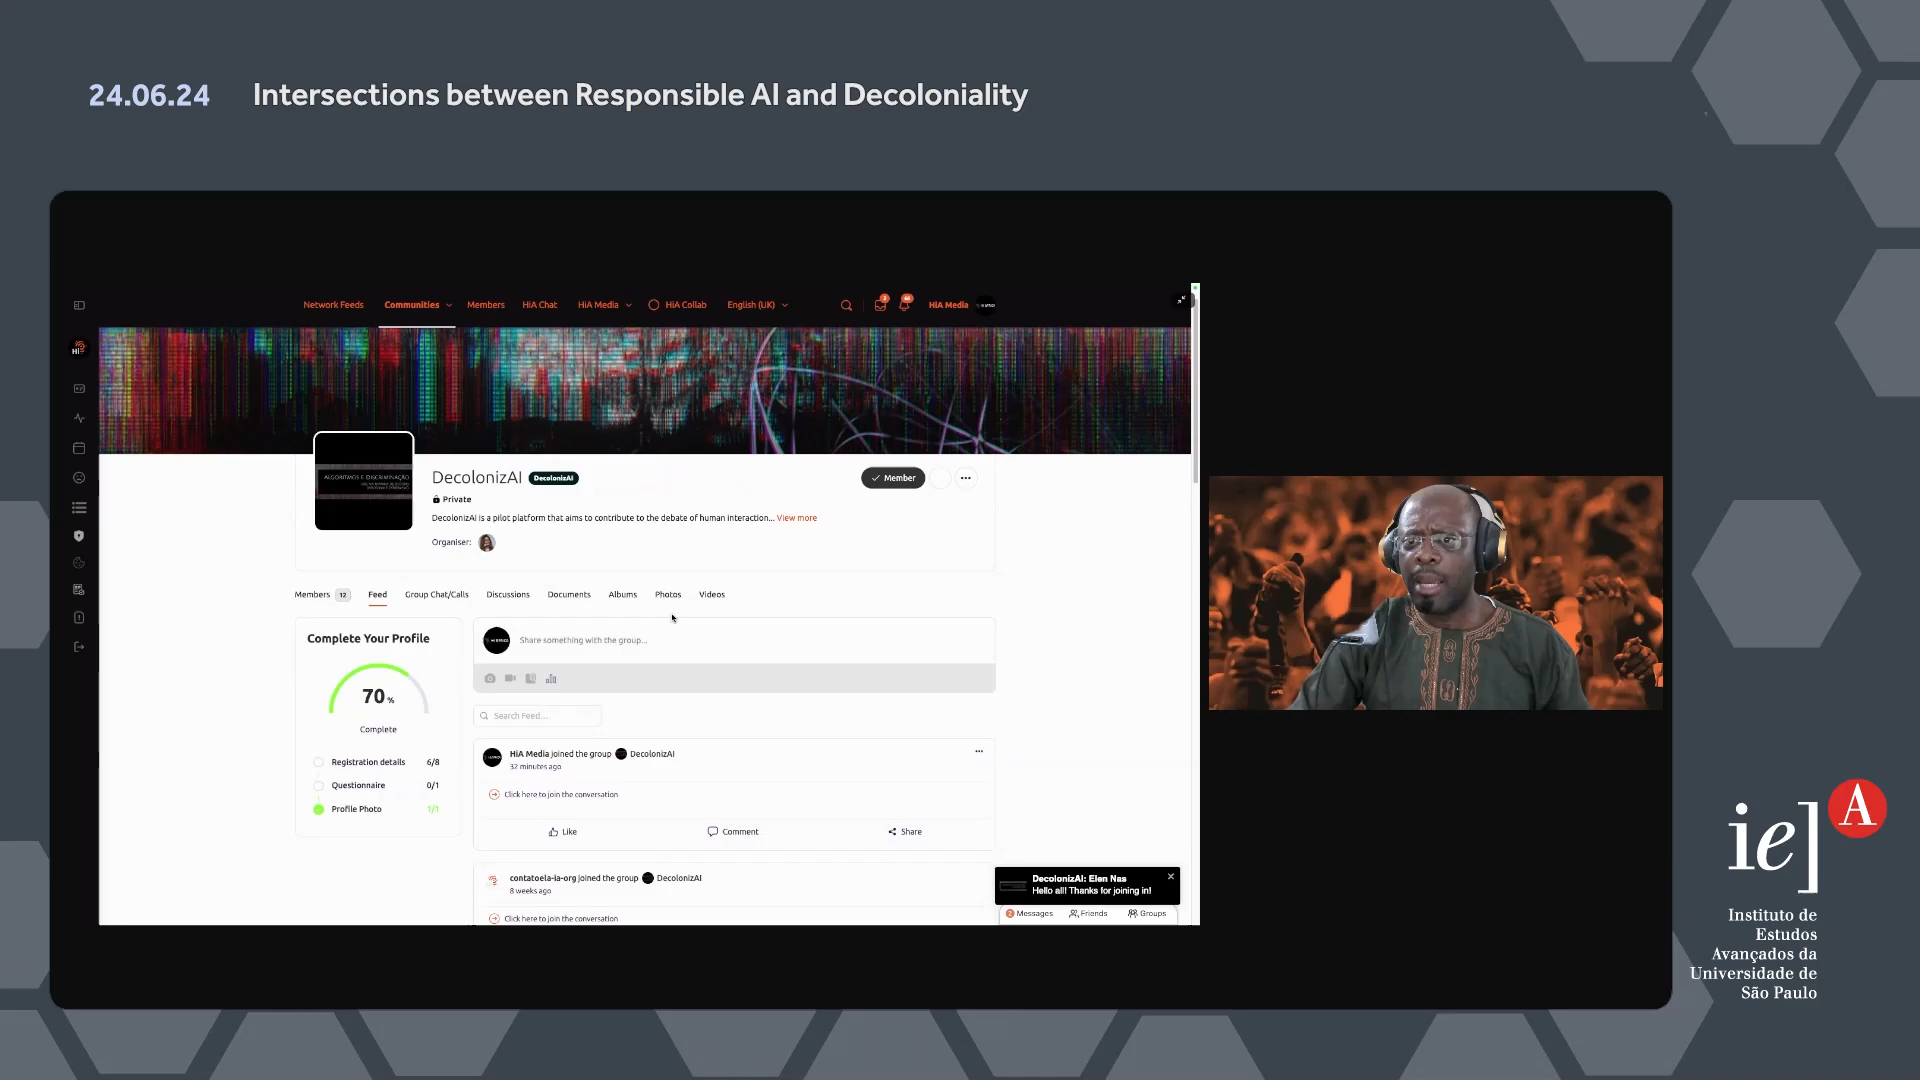 24.06.24 Intersections between Responsible AI and Decoloniality
Network Feeds Communities Members HiA Chat HiA Media HiA Collab English (UK) 3 66 HiA Media
Hi
ALGORITMOS E DISCRIMINAÇÃO
DecolonizAI DecolonizAI
Member
Private
DecolonizAI is a pilot platform that aims to contribute to the debate of human interaction... View more
Organiser:
Members 12 Feed Group Chat/Calls Discussions Documents Albums Photos Videos
Complete Your Profile
70 %
Complete
Registration details 6/8
Questionnaire 0/1
Profile Photo 1/1
Share something with the group...
Search Feed...
HiA Media joined the group DecolonizAI
32 minutes ago
Click here to join the conversation
Like Comment Share
contatoela-ia-org joined the group DecolonizAI
8 weeks ago
Click here to join the conversation
DecolonizAI: Elen Nas
Hello all! Thanks for joining in!
2 Messages Friends Groups
ie] A
Instituto de
Estudos
Avançados da
Universidade de
São Paulo